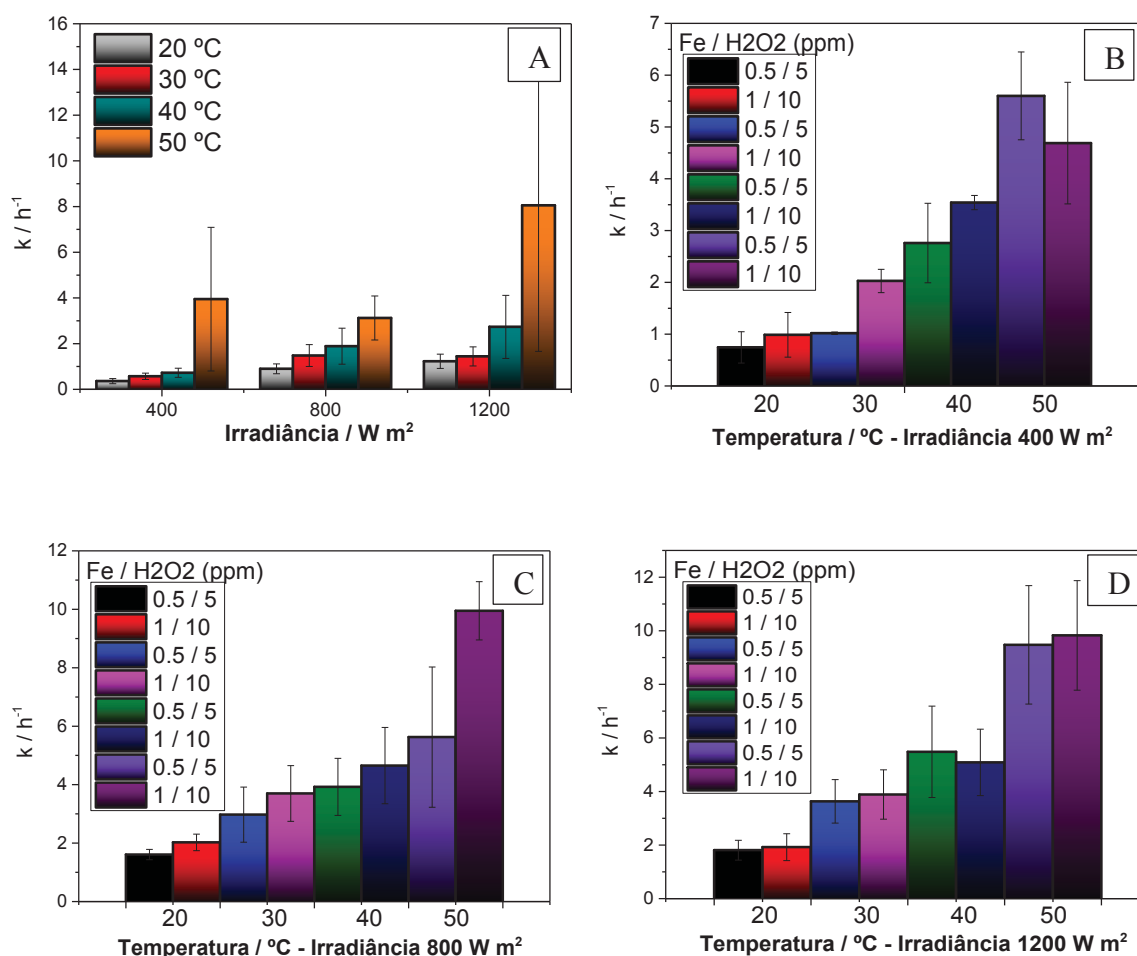 16
14
12
10
8
6
4
2
0
k / h-1
20 ºC
30 ºC
40 ºC
50 ºC
A
400
800
1200
Irradiância / W m²
7
6
5
4
3
2
1
0
k / h-1
Fe / H2O2 (ppm)
0.5 / 5
1 / 10
0.5 / 5
1 / 10
0.5 / 5
1 / 10
0.5 / 5
1 / 10
B
20
30
40
50
Temperatura / ºC - Irradiância 400 W m²
12
10
8
6
4
2
0
k / h-1
Fe / H2O2 (ppm)
0.5 / 5
1 / 10
0.5 / 5
1 / 10
0.5 / 5
1 / 10
0.5 / 5
1 / 10
C
20
30
40
50
Temperatura / ºC - Irradiância 800 W m²
12
10
8
6
4
2
0
k / h-1
Fe / H2O2 (ppm)
0.5 / 5
1 / 10
0.5 / 5
1 / 10
0.5 / 5
1 / 10
0.5 / 5
1 / 10
D
20
30
40
50
Temperatura / ºC - Irradiância 1200 W m²